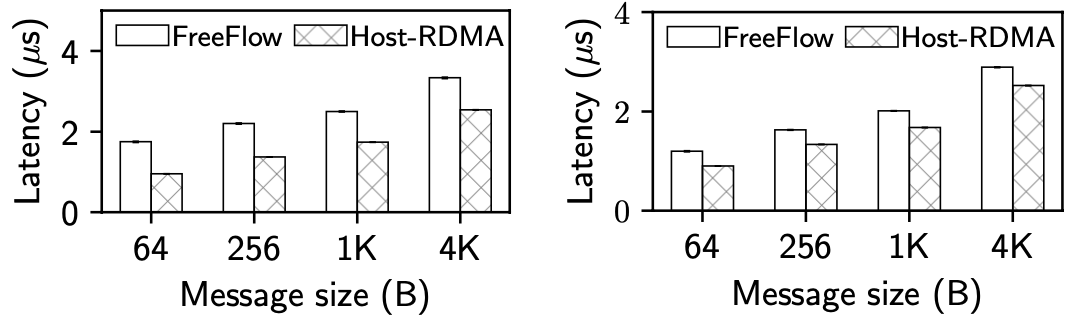 FreeFlow Host-RDMA
Latency (μs)
4
2
0
64 256 1K 4K
Message size (B)
FreeFlow Host-RDMA
Latency (μs)
4
2
0
64 256 1K 4K
Message size (B)